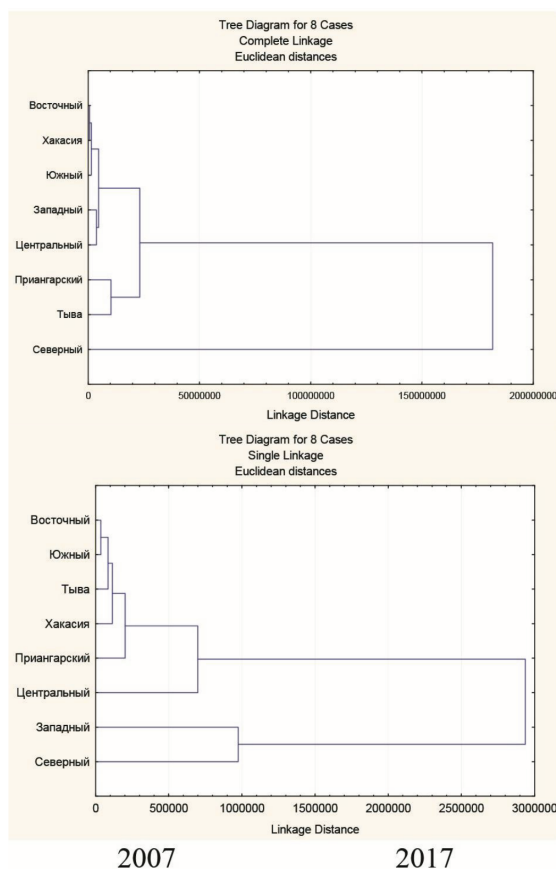 Tree Diagram for 8 Cases
Complete Linkage
Euclidean distances
Восточный
Хакасия
Южный
Западный
Центральный
Приангарский
Тыва
Северный
0 50000000 100000000 150000000 200000000
Linkage Distance
Tree Diagram for 8 Cases
Single Linkage
Euclidean distances
Восточный
Южный
Тыва
Хакасия
Приангарский
Центральный
Западный
Северный
0 500000 1000000 1500000 2000000 2500000 3000000
Linkage Distance
2007 2017